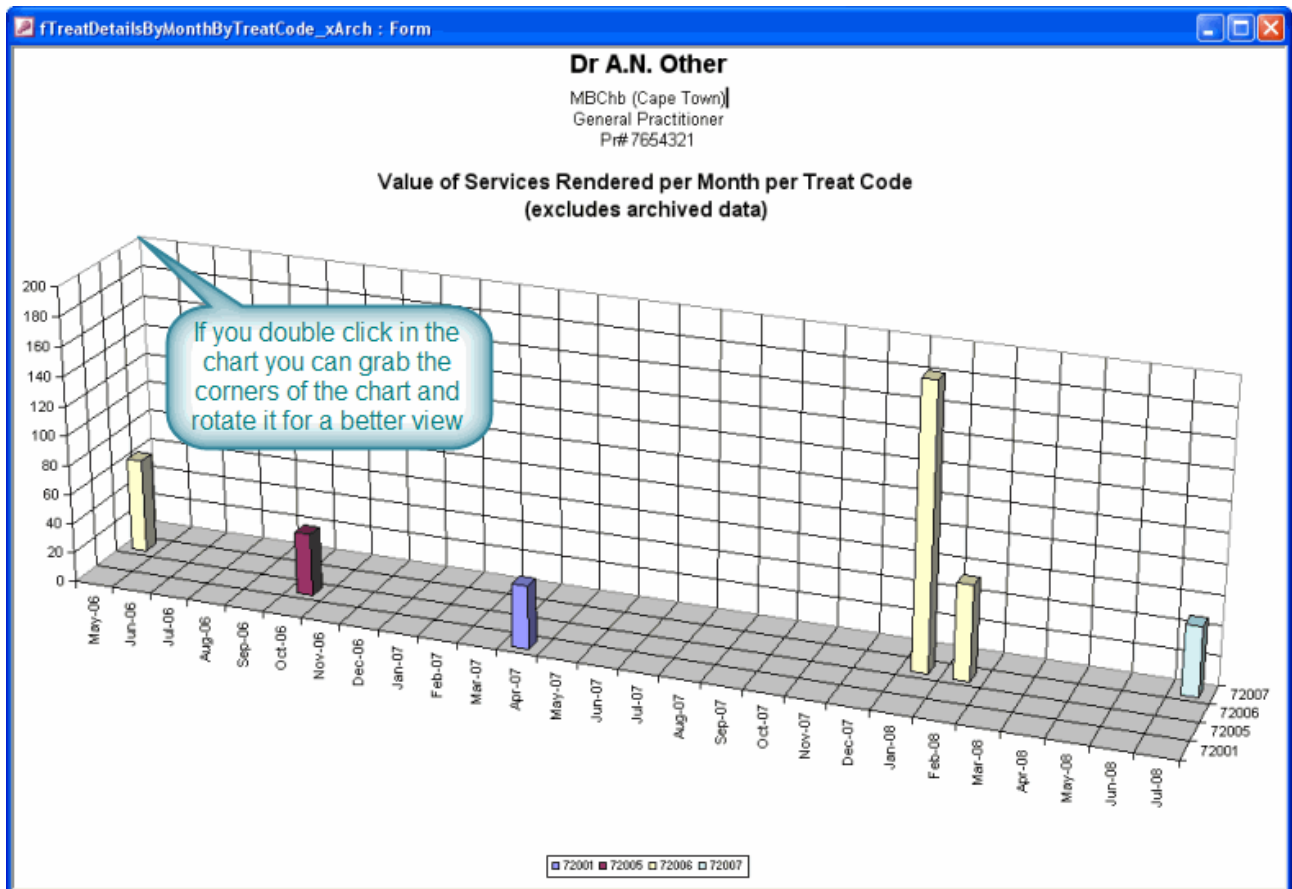 fTreatDetailsByMonthByTreatCode_xArch : Form
Dr A.N. Other
MBChb (Cape Town)
General Practitioner
Pr# 7654321
Value of Services Rendered per Month per Treat Code
(excludes archived data)
If you double click in the
chart you can grab the
corners of the chart and
rotate it for a better view
200
180
160
140
120
100
80
60
40
20
0
May-06
Jun-06
Jul-06
Aug-06
Sep-06
Oct-06
Nov-06
Dec-06
Jan-07
Feb-07
Mar-07
Apr-07
May-07
Jun-07
Jul-07
Aug-07
Sep-07
Oct-07
Nov-07
Dec-07
Jan-08
Feb-08
Mar-08
Apr-08
May-08
Jun-08
Jul-08
72007
72006
72005
72001
72001 72005 72006 72007